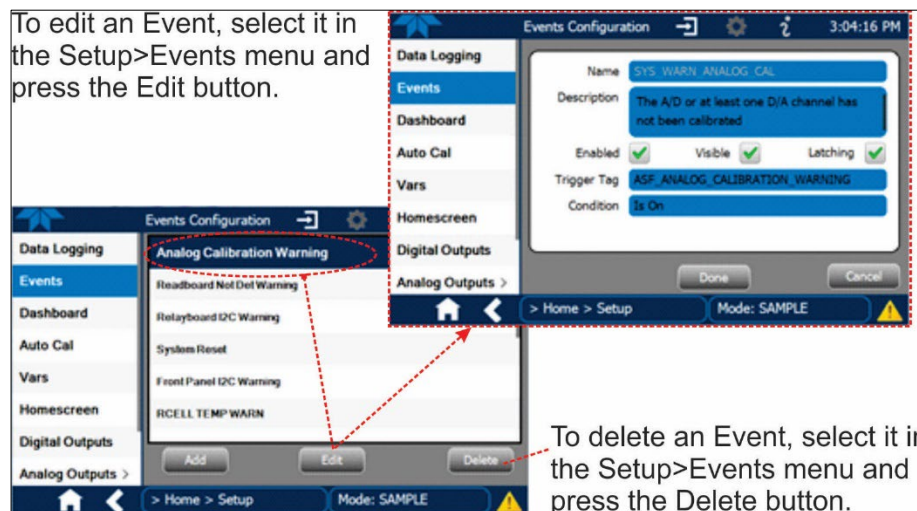 To edit an Event, select it in
the Setup>Events menu and
press the Edit button.
Events Configuration
3:04:16 PM
Data Logging
Events
Dashboard
Auto Cal
Vars
Homescreen
Digital Outputs
Analog Outputs >
Name SYS_WARN_ANALOG_CAL
Description The A/D or at least one D/A channel has
not been calibrated
Enabled Visible Latching
Trigger Tag ASF_ANALOG_CALIBRATION_WARNING
Condition Is On
Done Cancel
> Home > Setup Mode: SAMPLE
Events Configuration
Data Logging
Events
Dashboard
Auto Cal
Vars
Homescreen
Digital Outputs
Analog Outputs >
Analog Calibration Warning
Readboard Not Det Warning
Relayboard I2C Warning
System Reset
Front Panel I2C Warning
RCELL TEMP WARN
Add Edit Delete
> Home > Setup Mode: SAMPLE
To delete an Event, select it in
the Setup>Events menu and
press the Delete button.